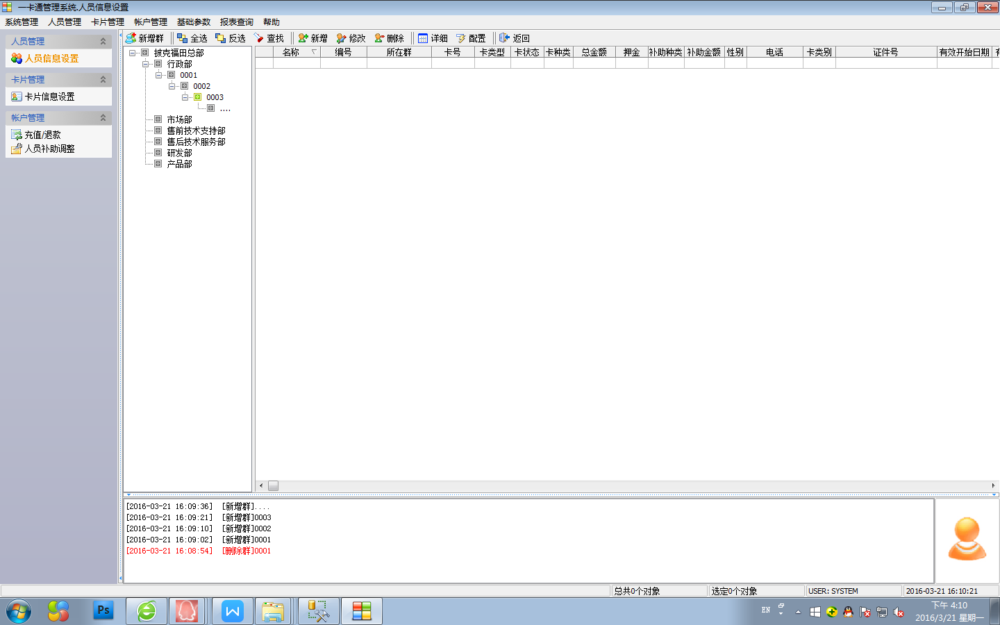 一卡通管理系统.人员信息设置
系统管理 人员管理 卡片管理 帐户管理 基础参数 报表查询 帮助
人员管理
人员信息设置
卡片管理
卡片信息设置
帐户管理
充值/退款
人员补助调整
新增群 全选 反选 查找 新增 修改 删除 详细 配置 返回
披克福田总部
行政部
0001
0002
0003
....
市场部
售前技术支持部
售后技术服务部
研发部
产品部
名称 编号 所在群 卡号 卡类型 卡状态 卡种类 总金额 押金 补助种类 补助金额 性别 电话 卡类别 证件号 有效开始日期
[2016-03-21 16:09:36] [新增群]....
[2016-03-21 16:09:21] [新增群]0003
[2016-03-21 16:09:10] [新增群]0002
[2016-03-21 16:09:02] [新增群]0001
[2016-03-21 16:08:54] [删除群]0001
总共0个对象 选定0个对象 USER: SYSTEM 2016-03-21 16:10:21
Ps
EN
下午 4:10
2016/3/21 星期一